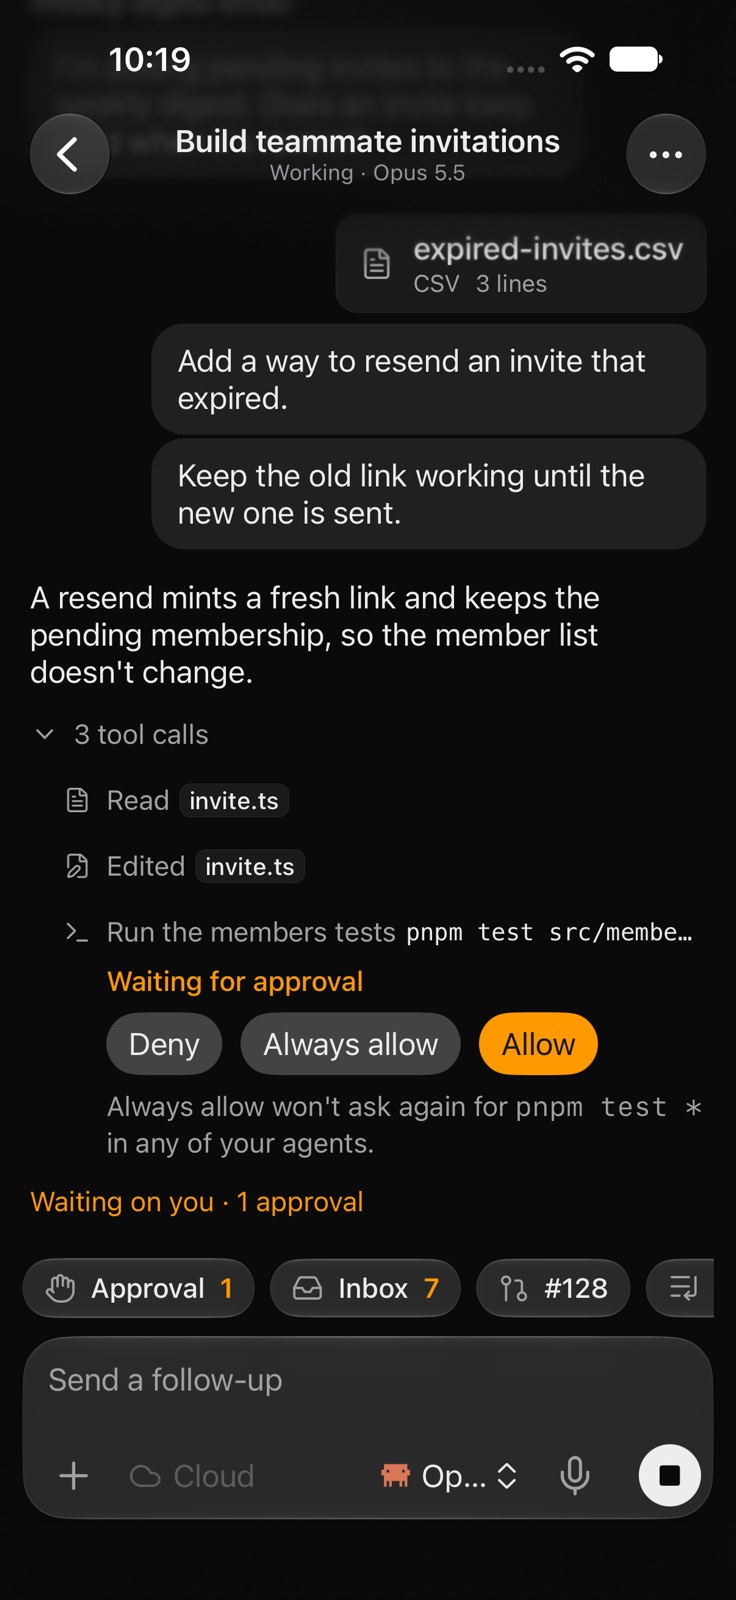 10:19
Build teammate invitations
Working · Opus 5.5
expired-invites.csv
CSV 3 lines
Add a way to resend an invite that
expired.
Keep the old link working until the
new one is sent.
A resend mints a fresh link and keeps the
pending membership, so the member list
doesn't change.
3 tool calls
Read invite.ts
Edited invite.ts
Run the members tests pnpm test src/membe…
Waiting for approval
Deny
Always allow
Allow
Always allow won't ask again for pnpm test *
in any of your agents.
Waiting on you · 1 approval
Approval 1
Inbox 7
#128
Send a follow-up
Cloud
Op…